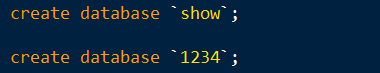 create database `show`;
create database `1234`;